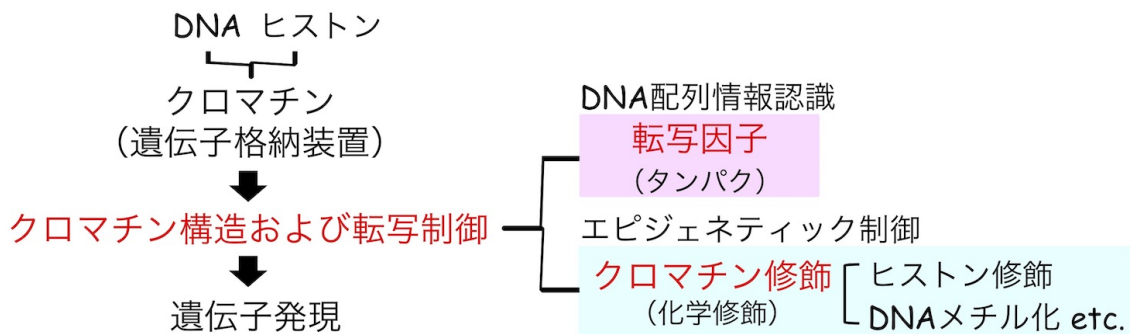 DNA ヒストン
クロマチン
（遺伝子格納装置）
クロマチン構造および転写制御
遺伝子発現
DNA配列情報認識
転写因子
（タンパク）
エピジェネティック制御
クロマチン修飾
（化学修飾）
ヒストン修飾
DNAメチル化 etc.